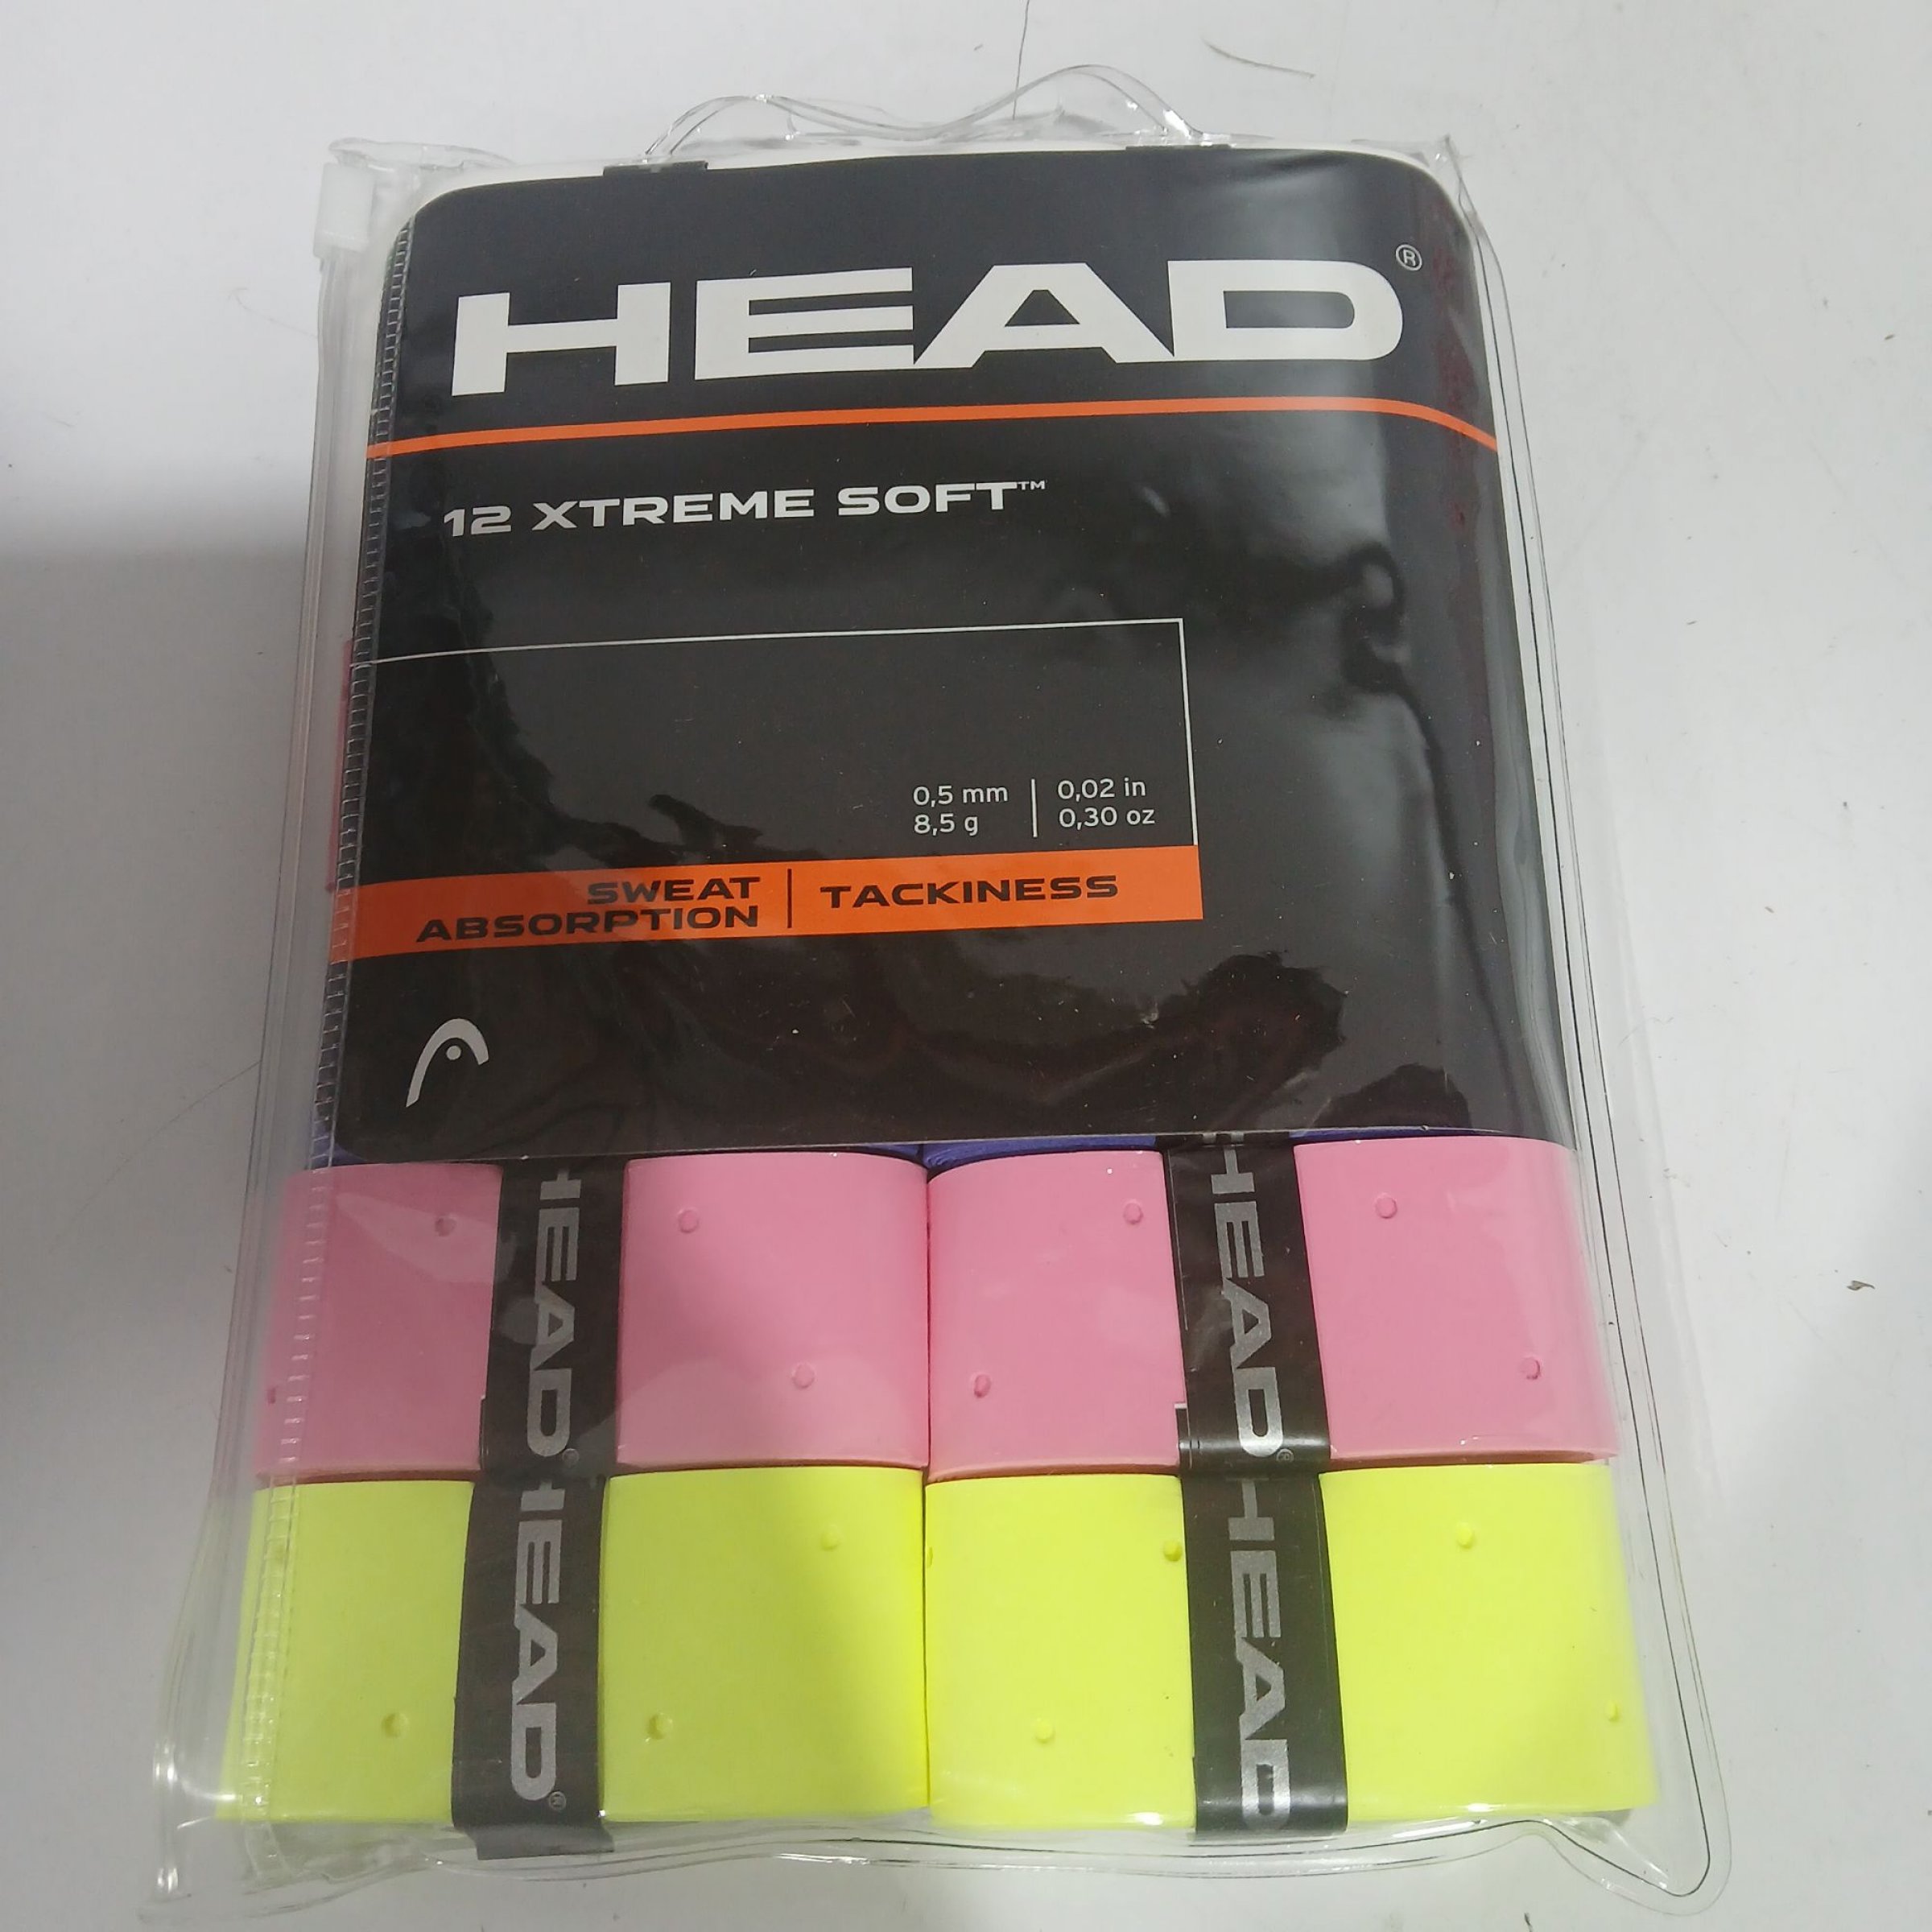 HEAD®
12 XTREME SOFT™
0,5 mm | 0,02 in
8,5 g | 0,30 oz
SWEAT ABSORPTION | TACKINESS
HEAD®
HEAD®
HEAD®
HEAD